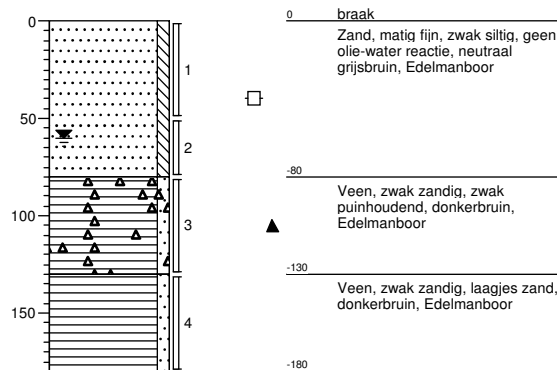 0
50
100
150
1
2
3
4
0
braak
Zand, matig fijn, zwak siltig, geen
olie-water reactie, neutraal
grijsbruin, Edelmanboor
-80
Veen, zwak zandig, zwak
puinhoudend, donkerbruin,
Edelmanboor
-130
Veen, zwak zandig, laagjes zand,
donkerbruin, Edelmanboor
-180